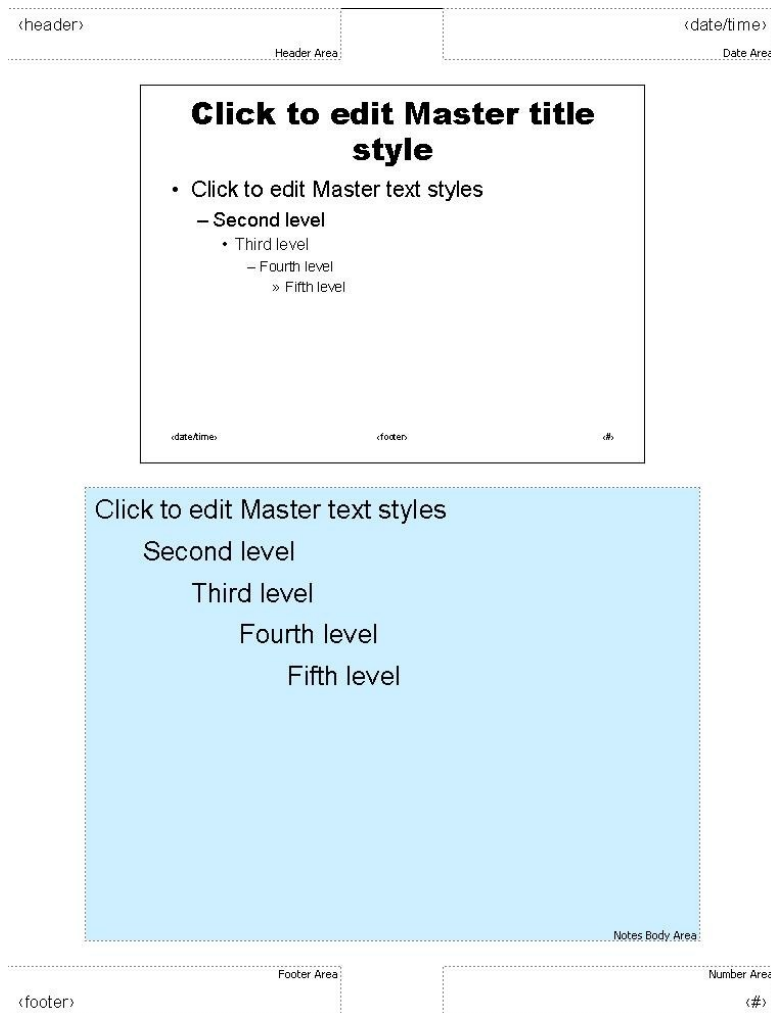 ‹header›
‹date/time›
Header Area
Date Area
Click to edit Master title
style
• Click to edit Master text styles
– Second level
• Third level
– Fourth level
» Fifth level
‹date/time›
‹footer›
‹#›
Click to edit Master text styles
Second level
Third level
Fourth level
Fifth level
Notes Body Area
Footer Area
Number Area
‹footer›
‹#›